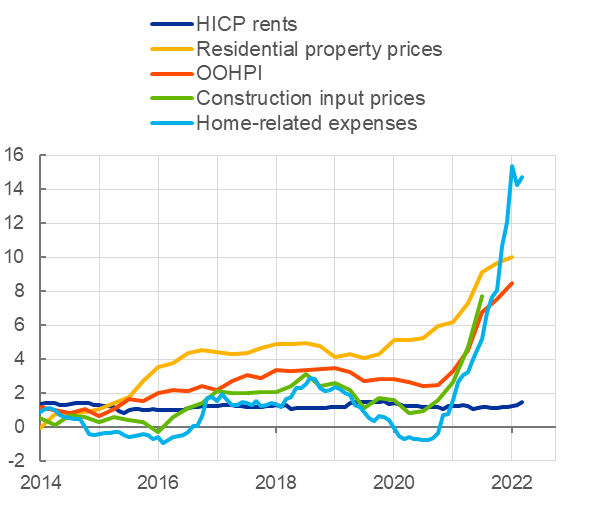 HICP rents
Residential property prices
OOHPI
Construction input prices
Home-related expenses
16
14
12
10
8
6
4
2
0
-2
2014 2016 2018 2020 2022